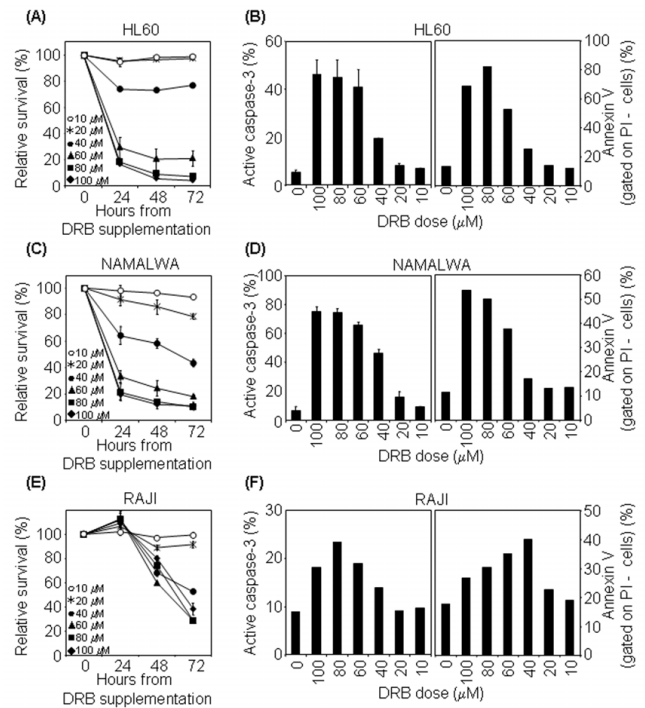 (A)
HL60
Relative survival (%)
100
80
60
40
20
0
10 μM
20 μM
40 μM
60 μM
80 μM
100 μM
0 24 48 72
Hours from
DRB supplementation
(B)
HL60
Active caspase-3 (%)
60
40
20
0
0 100 80 60 40 20 10
0 100 80 60 40 20 10
DRB dose (μM)
100
80
60
40
20
0
Annexin V
(gated on PI - cells) (%)
(C)
NAMALWA
Relative survival (%)
100
80
60
40
20
0
10 μM
20 μM
40 μM
60 μM
80 μM
100 μM
0 24 48 72
Hours from
DRB supplementation
(D)
NAMALWA
Active caspase-3 (%)
100
80
60
40
20
0
0 100 80 60 40 20 10
0 100 80 60 40 20 10
DRB dose (μM)
60
50
40
30
20
10
0
Annexin V
(gated on PI - cells) (%)
(E)
RAJI
Relative survival (%)
100
80
60
40
20
0
10 μM
20 μM
40 μM
60 μM
80 μM
100 μM
0 24 48 72
Hours from
DRB supplementation
(F)
RAJI
Active caspase-3 (%)
30
20
10
0
0 100 80 60 40 20 10
0 100 80 60 40 20 10
DRB dose (μM)
50
40
30
20
10
0
Annexin V
(gated on PI - cells) (%)